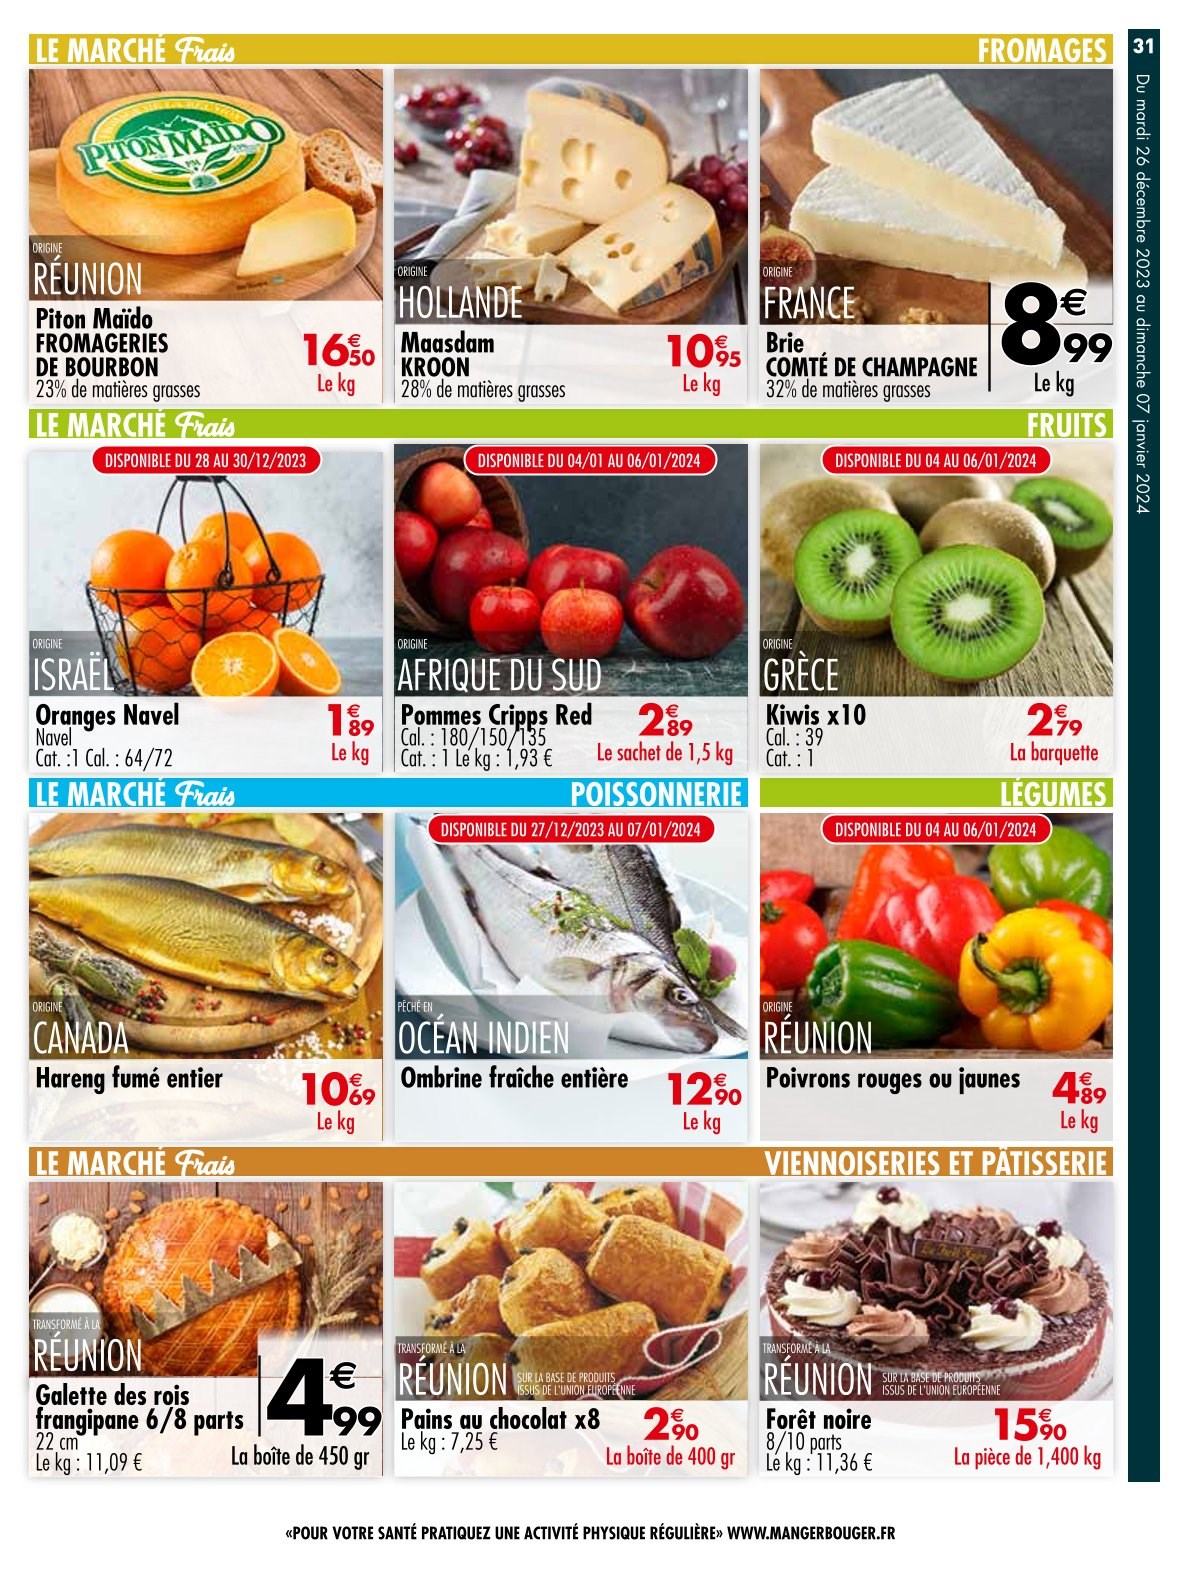 LE MARCHÉ Frais
FROMAGES
31
Du mardi 26 décembre 2023 au dimanche 07 janvier 2024
PITON MAÏDO
ORIGINE
RÉUNION
Piton Maïdo
FROMAGERIES
DE BOURBON
23% de matières grasses
16€50
Le kg
ORIGINE
HOLLANDE
Maasdam
KROON
28% de matières grasses
10€95
Le kg
ORIGINE
FRANCE
Brie
COMTÉ DE CHAMPAGNE
32% de matières grasses
8€99
Le kg
LE MARCHÉ Frais
FRUITS
DISPONIBLE DU 28 AU 30/12/2023
ORIGINE
ISRAËL
Oranges Navel
Navel
Cat. :1 Cal. : 64/72
1€89
Le kg
DISPONIBLE DU 04/01 AU 06/01/2024
ORIGINE
AFRIQUE DU SUD
Pommes Cripps Red
Cal. : 180/150/135
Cat. : 1 Le kg : 1,93 €
2€89
Le sachet de 1,5 kg
DISPONIBLE DU 04 AU 06/01/2024
ORIGINE
GRÈCE
Kiwis x10
Cal. : 39
Cat. : 1
2€79
La barquette
LE MARCHÉ Frais
POISSONNERIE
LÉGUMES
ORIGINE
CANADA
Hareng fumé entier
10€69
Le kg
DISPONIBLE DU 27/12/2023 AU 07/01/2024
PÊCHÉ EN
OCÉAN INDIEN
Ombrine fraîche entière
12€90
Le kg
DISPONIBLE DU 04 AU 06/01/2024
ORIGINE
RÉUNION
Poivrons rouges ou jaunes
4€89
Le kg
LE MARCHÉ Frais
VIENNOISERIES ET PÂTISSERIE
TRANSFORMÉ À LA
RÉUNION
Galette des rois
frangipane 6/8 parts
22 cm
Le kg : 11,09 €
4€99
La boîte de 450 gr
TRANSFORMÉ À LA
RÉUNION
SUR LA BASE DE PRODUITS
ISSUS DE L'UNION EUROPÉENNE
Pains au chocolat x8
Le kg : 7,25 €
2€90
La boîte de 400 gr
TRANSFORMÉ À LA
RÉUNION
SUR LA BASE DE PRODUITS
ISSUS DE L'UNION EUROPÉENNE
Forêt noire
8/10 parts
Le kg : 11,36 €
15€90
La pièce de 1,400 kg
«POUR VOTRE SANTÉ PRATIQUEZ UNE ACTIVITÉ PHYSIQUE RÉGULIÈRE» WWW.MANGERBOUGER.FR